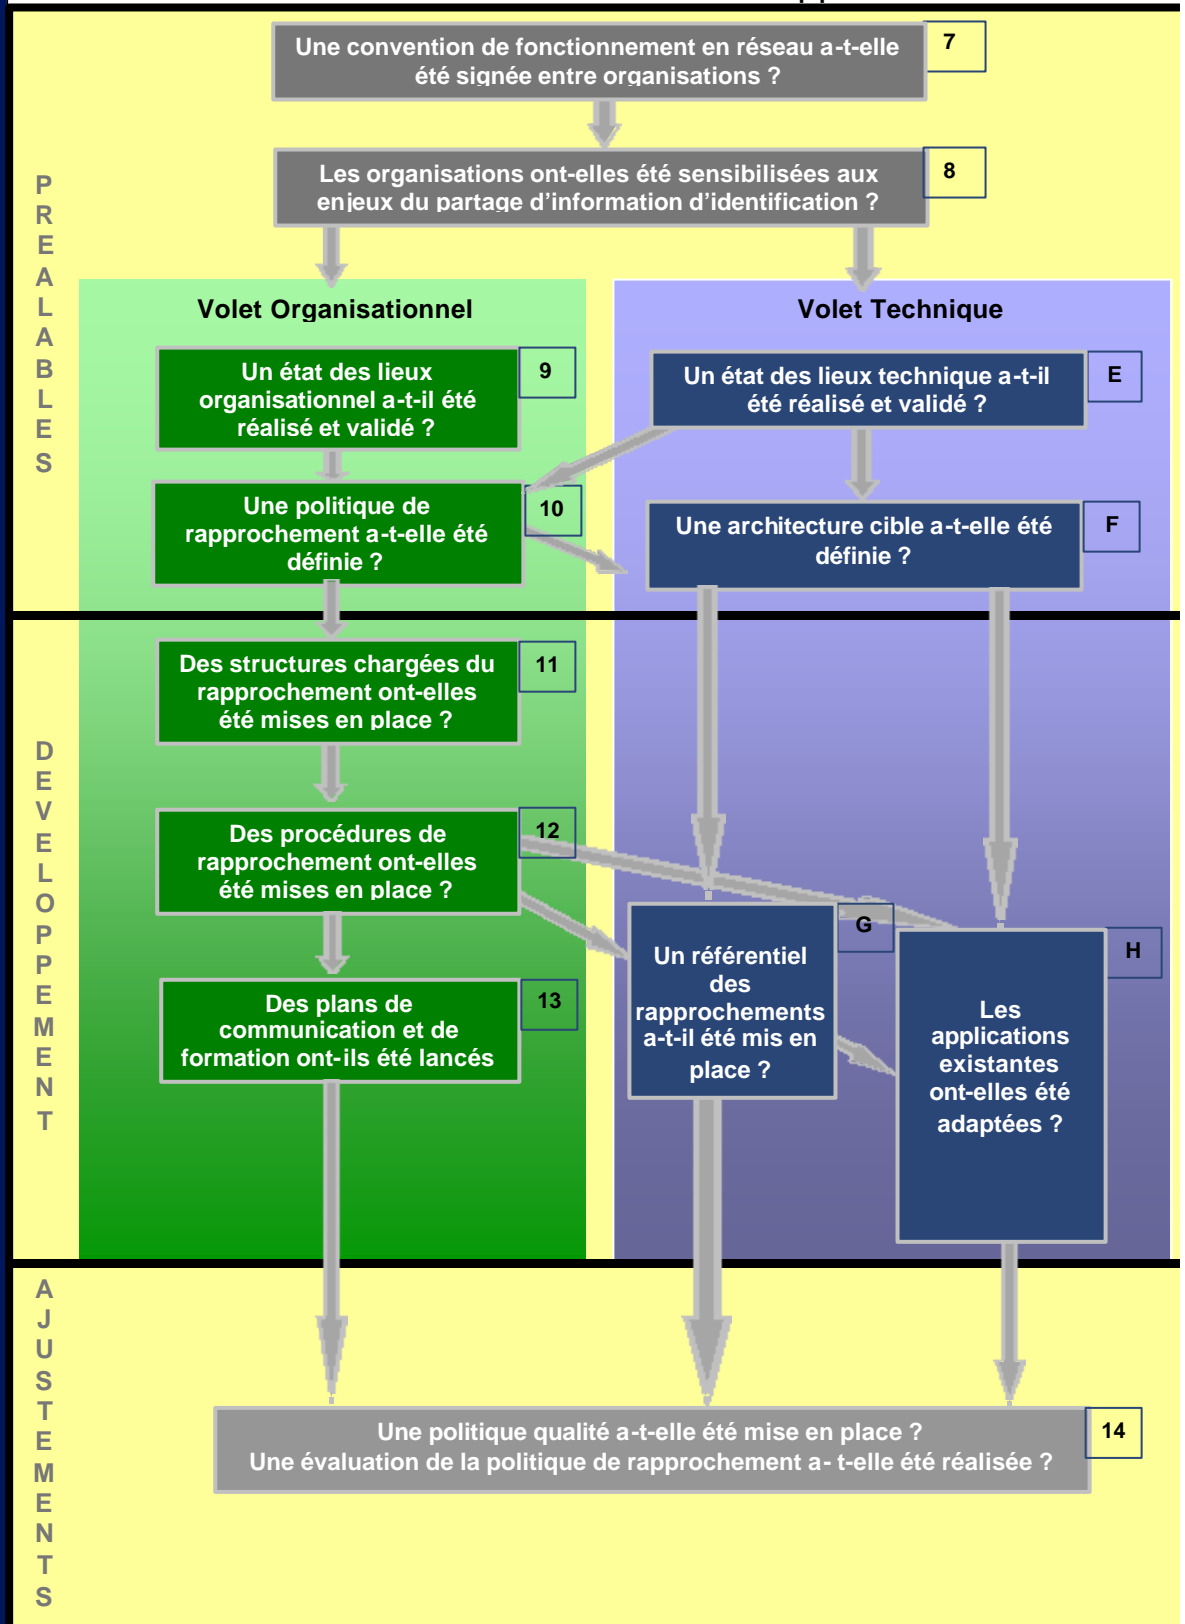 Une convention de fonctionnement en réseau a-t-elle
été signée entre organisations ?
7
Les organisations ont-elles été sensibilisées aux
enjeux du partage d’information d’identification ?
8
P
R
E
A
L
A
B
L
E
S
Volet Organisationnel
Volet Technique
Un état des lieux
organisationnel a-t-il été
réalisé et validé ?
9
Un état des lieux technique a-t-il
été réalisé et validé ?
E
Une politique de
rapprochement a-t-elle été
définie ?
10
Une architecture cible a-t-elle été
définie ?
F
D
E
V
E
L
O
P
P
E
M
E
N
T
Des structures chargées du
rapprochement ont-elles
été mises en place ?
11
Des procédures de
rapprochement ont-elles
été mises en place ?
12
Des plans de
communication et de
formation ont-ils été lancés
13
Un référentiel
des
rapprochements
a-t-il été mis en
place ?
G
Les
applications
existantes
ont-elles été
adaptées ?
H
A
J
U
S
T
E
M
E
N
T
S
Une politique qualité a-t-elle été mise en place ?
Une évaluation de la politique de rapprochement a- t-elle été réalisée ?
14